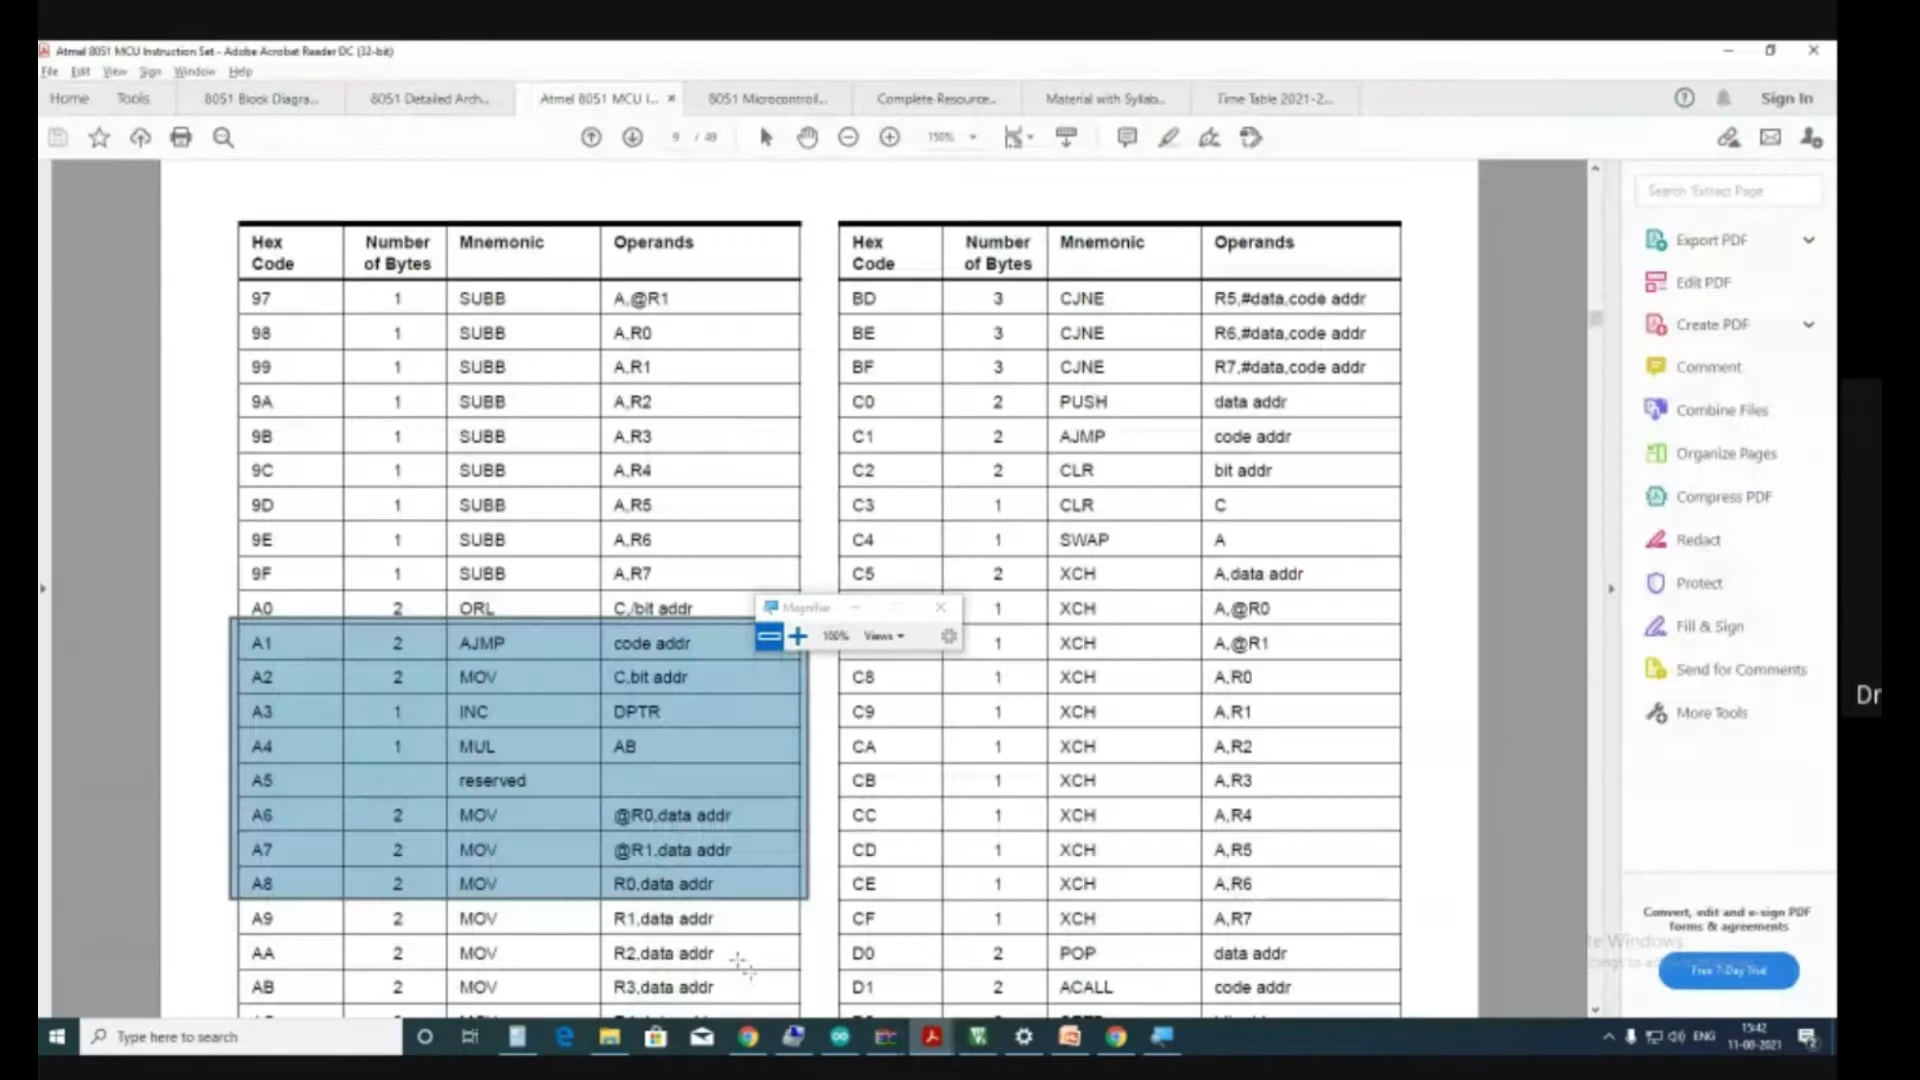 Atmel 8051 MCU Instruction Set - Adobe Acrobat Reader DC (32-bit)
File Edit View Sign Window Help
Home Tools 8051 Block Diagra... 8051 Detailed Arch... Atmel 8051 MCU I... × 8051 Microcontroll... Complete Resource... Material with Syllab... Time Table 2021-2... Sign In
9 / 49 150%
Hex Code Number of Bytes Mnemonic Operands
97 1 SUBB A,@R1
98 1 SUBB A,R0
99 1 SUBB A,R1
9A 1 SUBB A,R2
9B 1 SUBB A,R3
9C 1 SUBB A,R4
9D 1 SUBB A,R5
9E 1 SUBB A,R6
9F 1 SUBB A,R7
A0 2 ORL C,/bit addr
A1 2 AJMP code addr
A2 2 MOV C,bit addr
A3 1 INC DPTR
A4 1 MUL AB
A5 reserved
A6 2 MOV @R0,data addr
A7 2 MOV @R1,data addr
A8 2 MOV R0,data addr
A9 2 MOV R1,data addr
AA 2 MOV R2,data addr
AB 2 MOV R3,data addr
Hex Code Number of Bytes Mnemonic Operands
BD 3 CJNE R5,#data,code addr
BE 3 CJNE R6,#data,code addr
BF 3 CJNE R7,#data,code addr
C0 2 PUSH data addr
C1 2 AJMP code addr
C2 2 CLR bit addr
C3 1 CLR C
C4 1 SWAP A
C5 2 XCH A,data addr
1 XCH A,@R0
1 XCH A,@R1
C8 1 XCH A,R0
C9 1 XCH A,R1
CA 1 XCH A,R2
CB 1 XCH A,R3
CC 1 XCH A,R4
CD 1 XCH A,R5
CE 1 XCH A,R6
CF 1 XCH A,R7
D0 2 POP data addr
D1 2 ACALL code addr
Magnifier
100% Views
Search 'Extract Page'
Export PDF
Edit PDF
Create PDF
Comment
Combine Files
Organize Pages
Compress PDF
Redact
Protect
Fill & Sign
Send for Comments
More Tools
Convert, edit and e-sign PDF
forms & agreements
Free 7-Day Trial
Dr
Type here to search
ENG
15:42
11-08-2021